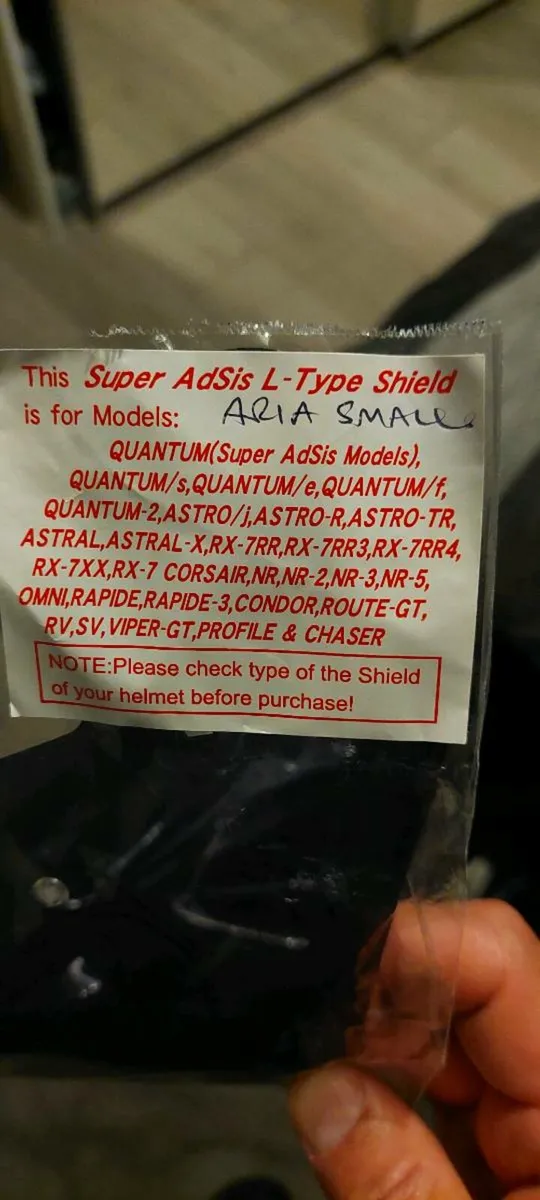 This Super AdSis L-Type Shield
is for Models: ARIA SMALL
QUANTUM(Super AdSis Models),
QUANTUM/s,QUANTUM/e,QUANTUM/f,
QUANTUM-2,ASTRO/j,ASTRO-R,ASTRO-TR,
ASTRAL,ASTRAL-X,RX-7RR,RX-7RR3,RX-7RR4,
RX-7XX,RX-7 CORSAIR,NR,NR-2,NR-3,NR-5,
OMNI,RAPIDE,RAPIDE-3,CONDOR,ROUTE-GT,
RV,SV,VIPER-GT,PROFILE & CHASER
NOTE:Please check type of the Shield
of your helmet before purchase!